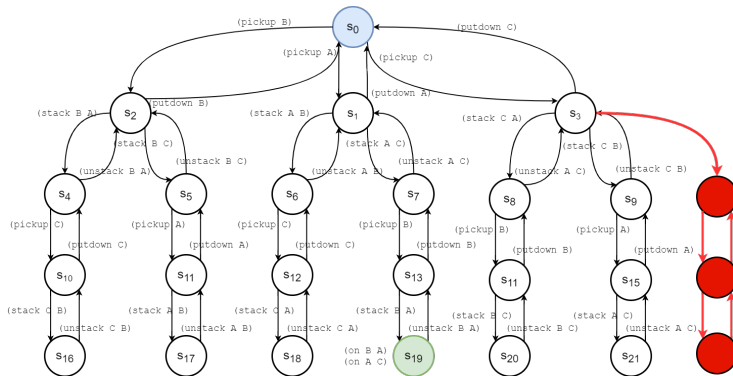 (pickup B)
S0
(putdown C)
(pickup A)
(pickup C)
(putdown B)
(putdown A)
S2
S1
S3
(stack B A)
(stack B C)
(stack A B)
(stack A C)
(stack C A)
(stack C B)
(unstack B A)
(unstack B C)
(unstack A B)
(unstack A C)
(unstack A C)
(unstack C B)
S4
S5
S6
S7
S8
S9
(pickup C)
(pickup A)
(pickup C)
(pickup B)
(pickup B)
(pickup A)
(putdown C)
(putdown A)
(putdown C)
(putdown B)
(putdown B)
(putdown A)
S10
S11
S12
S13
S11
S15
(stack C B)
(stack A B)
(stack C A)
(stack B A)
(stack B C)
(stack A C)
(unstack C B)
(unstack A B)
(unstack C A)
(unstack B A)
(unstack B C)
(unstack A C)
(on B A)
(on A C)
S16
S17
S18
S19
S20
S21